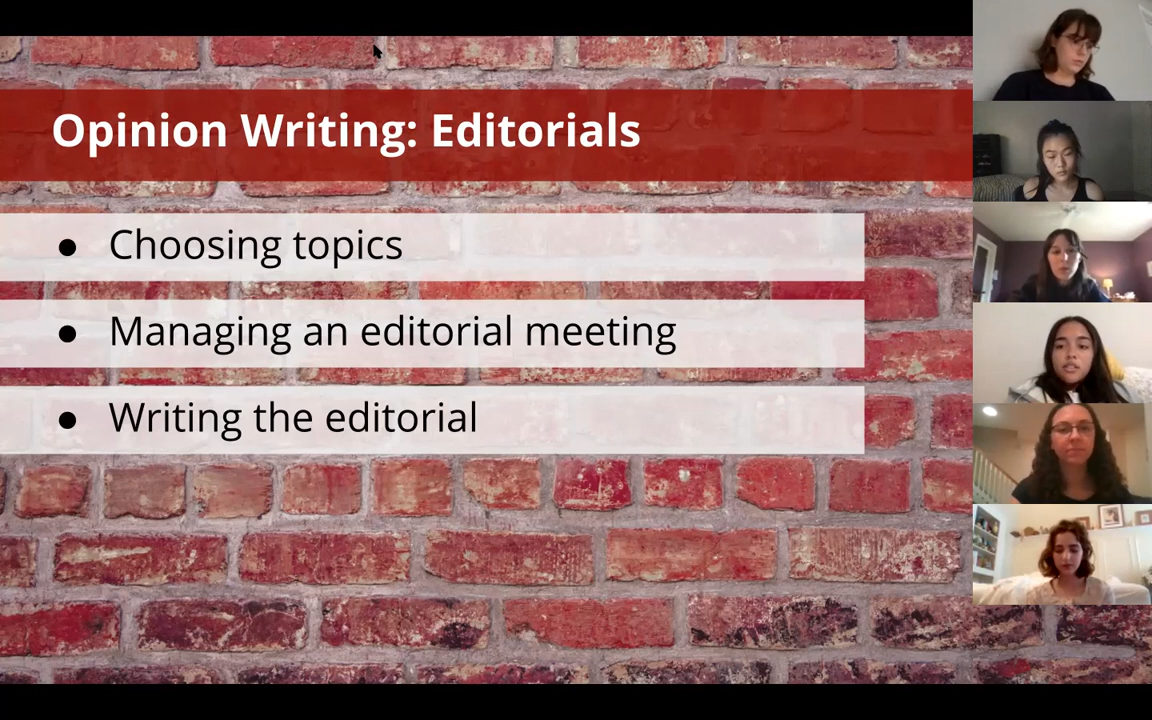 Opinion Writing: Editorials
● Choosing topics
● Managing an editorial meeting
● Writing the editorial